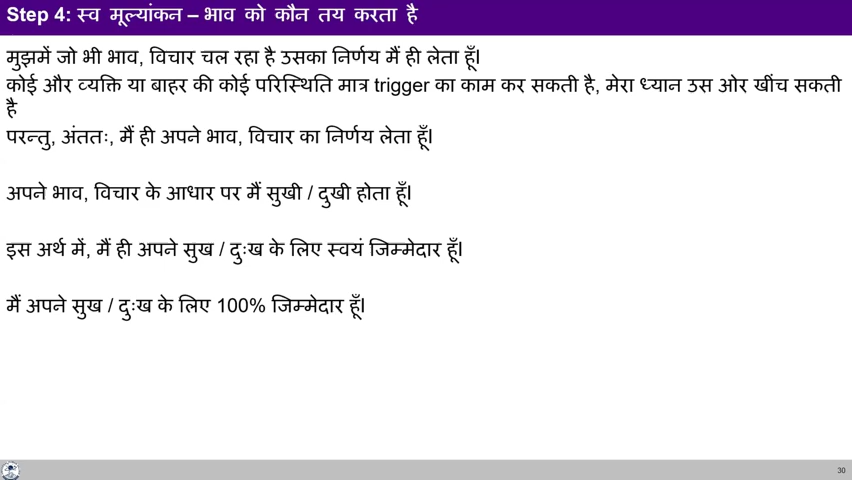 Step 4: स्व मूल्यांकन – भाव को कौन तय करता है
मुझमें जो भी भाव, विचार चल रहा है उसका निर्णय मैं ही लेता हूँ।
कोई और व्यक्ति या बाहर की कोई परिस्थिति मात्र trigger का काम कर सकती है, मेरा ध्यान उस ओर खींच सकती
है
परन्तु, अंततः, मैं ही अपने भाव, विचार का निर्णय लेता हूँ।
अपने भाव, विचार के आधार पर मैं सुखी / दुखी होता हूँ।
इस अर्थ में, मैं ही अपने सुख / दुःख के लिए स्वयं जिम्मेदार हूँ।
मैं अपने सुख / दुःख के लिए 100% जिम्मेदार हूँ।
30